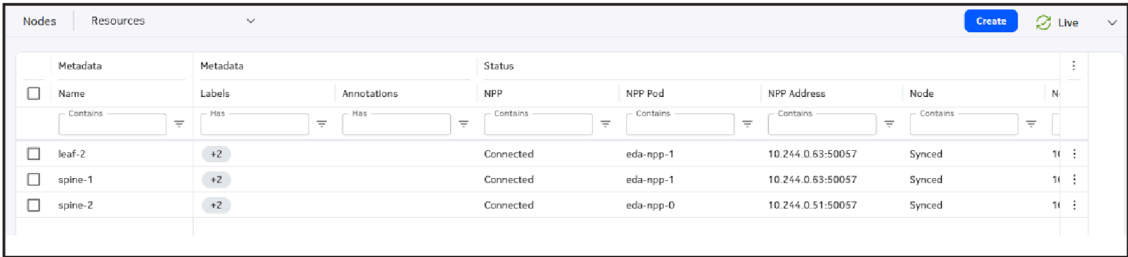 Nodes Resources Create Live
Metadata Metadata Status
Name Labels Annotations NPP NPP Pod NPP Address Node
Contains Has Has Contains Contains Contains Contains
leaf-2 +2 Connected eda-npp-1 10.244.0.63:50057 Synced
spine-1 +2 Connected eda-npp-1 10.244.0.63:50057 Synced
spine-2 +2 Connected eda-npp-0 10.244.0.51:50057 Synced